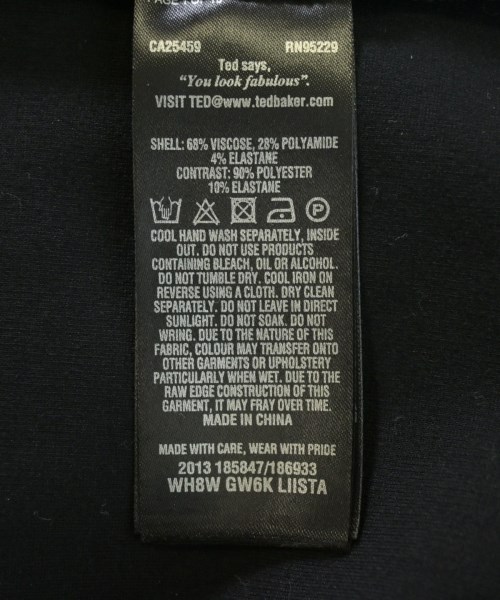 CA25459 RN95229
Ted says,
"You look fabulous".
VISIT TED@www.tedbaker.com
SHELL: 68% VISCOSE, 28% POLYAMIDE
4% ELASTANE
CONTRAST: 90% POLYESTER
10% ELASTANE
P
COOL HAND WASH SEPARATELY, INSIDE
OUT. DO NOT USE PRODUCTS
CONTAINING BLEACH, OIL OR ALCOHOL.
DO NOT TUMBLE DRY. COOL IRON ON
REVERSE USING A CLOTH. DRY CLEAN
SEPARATELY. DO NOT LEAVE IN DIRECT
SUNLIGHT. DO NOT SOAK. DO NOT
WRING. DUE TO THE NATURE OF THIS
FABRIC, COLOUR MAY TRANSFER ONTO
OTHER GARMENTS OR UPHOLSTERY
PARTICULARLY WHEN WET. DUE TO THE
RAW EDGE CONSTRUCTION OF THIS
GARMENT, IT MAY FRAY OVER TIME.
MADE IN CHINA
MADE WITH CARE, WEAR WITH PRIDE
2013 185847/186933
WH8W GW6K LIISTA